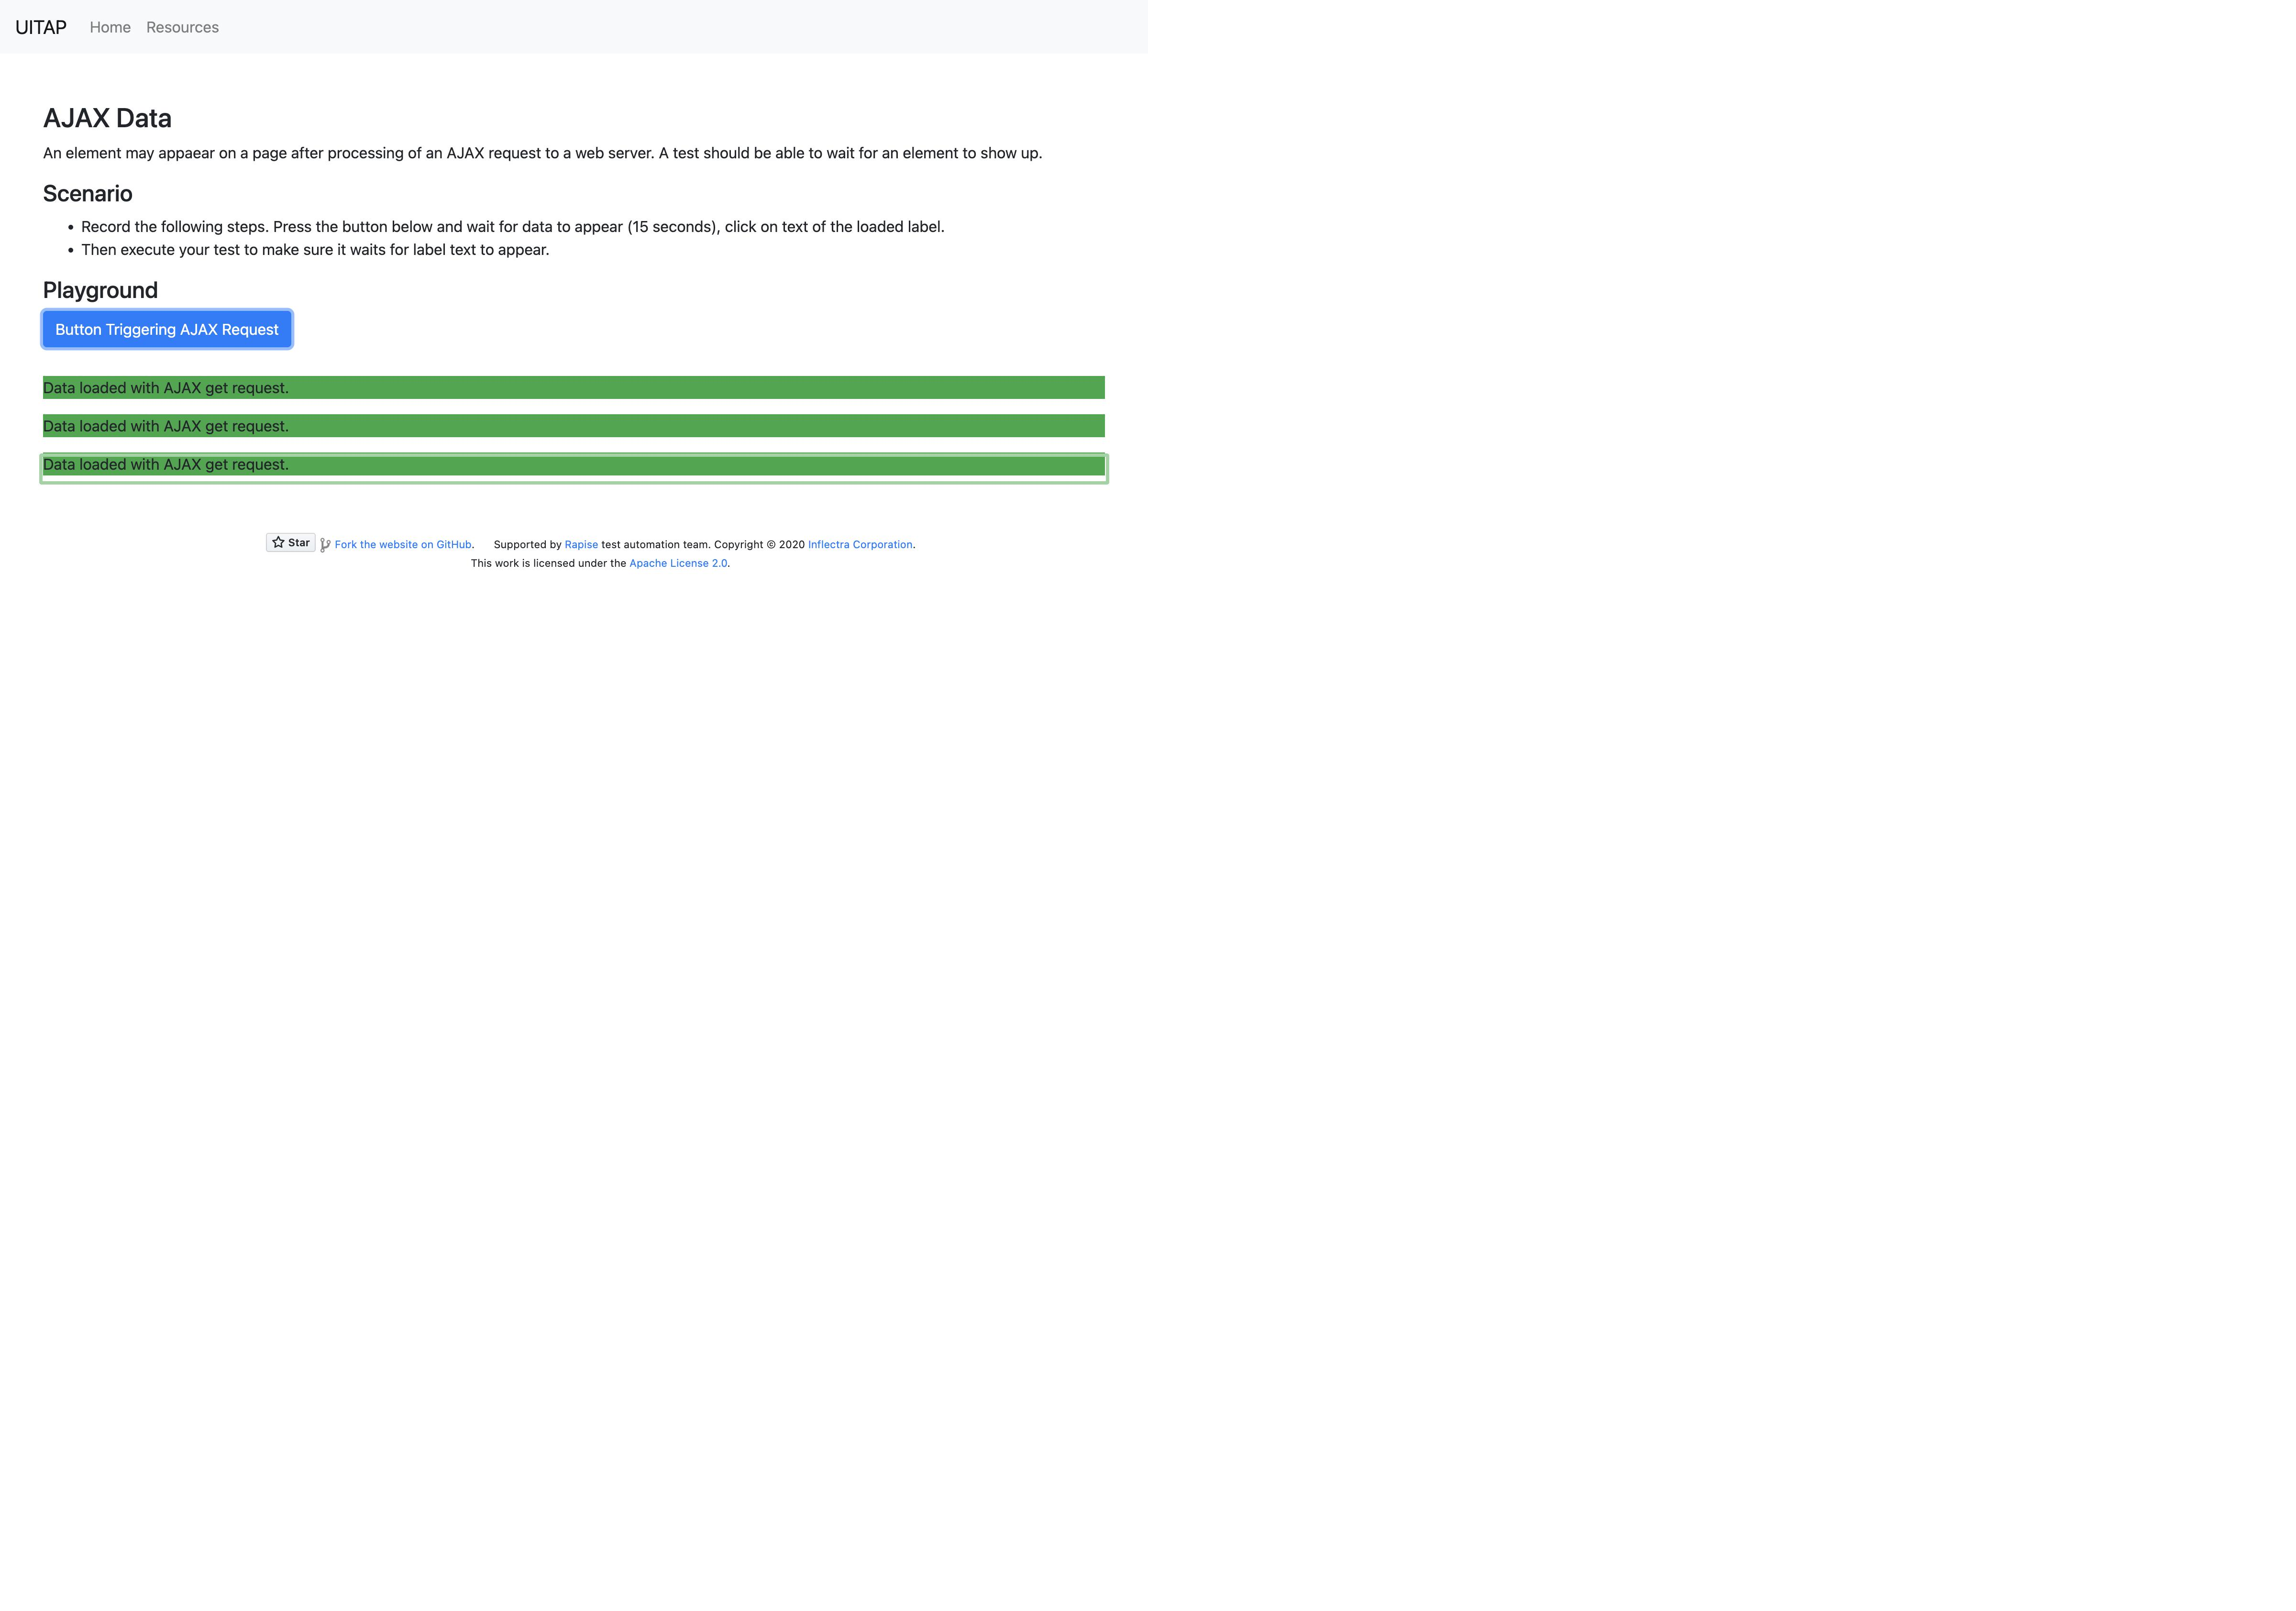 UITAP Home Resources
AJAX Data
An element may appaear on a page after processing of an AJAX request to a web server. A test should be able to wait for an element to show up.
Scenario
• Record the following steps. Press the button below and wait for data to appear (15 seconds), click on text of the loaded label.
• Then execute your test to make sure it waits for label text to appear.
Playground
Button Triggering AJAX Request
Data loaded with AJAX get request.
Data loaded with AJAX get request.
Data loaded with AJAX get request.
Star Fork the website on GitHub. Supported by Rapise test automation team. Copyright © 2020 Inflectra Corporation.
This work is licensed under the Apache License 2.0.